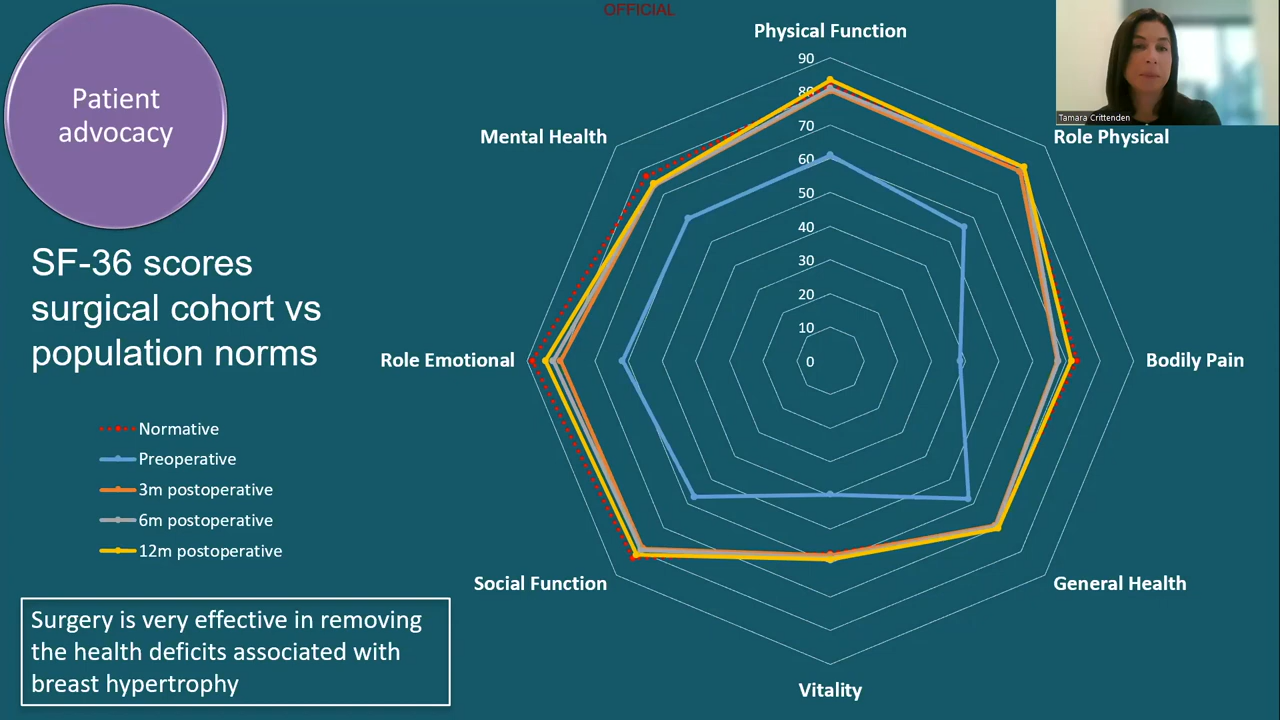 OFFICIAL
Patient
advocacy
SF-36 scores
surgical cohort vs
population norms
Normative
Preoperative
3m postoperative
6m postoperative
12m postoperative
Surgery is very effective in removing
the health deficits associated with
breast hypertrophy
Physical Function
Role Physical
Bodily Pain
General Health
Vitality
Social Function
Role Emotional
Mental Health
90
80
70
60
50
40
30
20
10
0
Tamara Crittenden